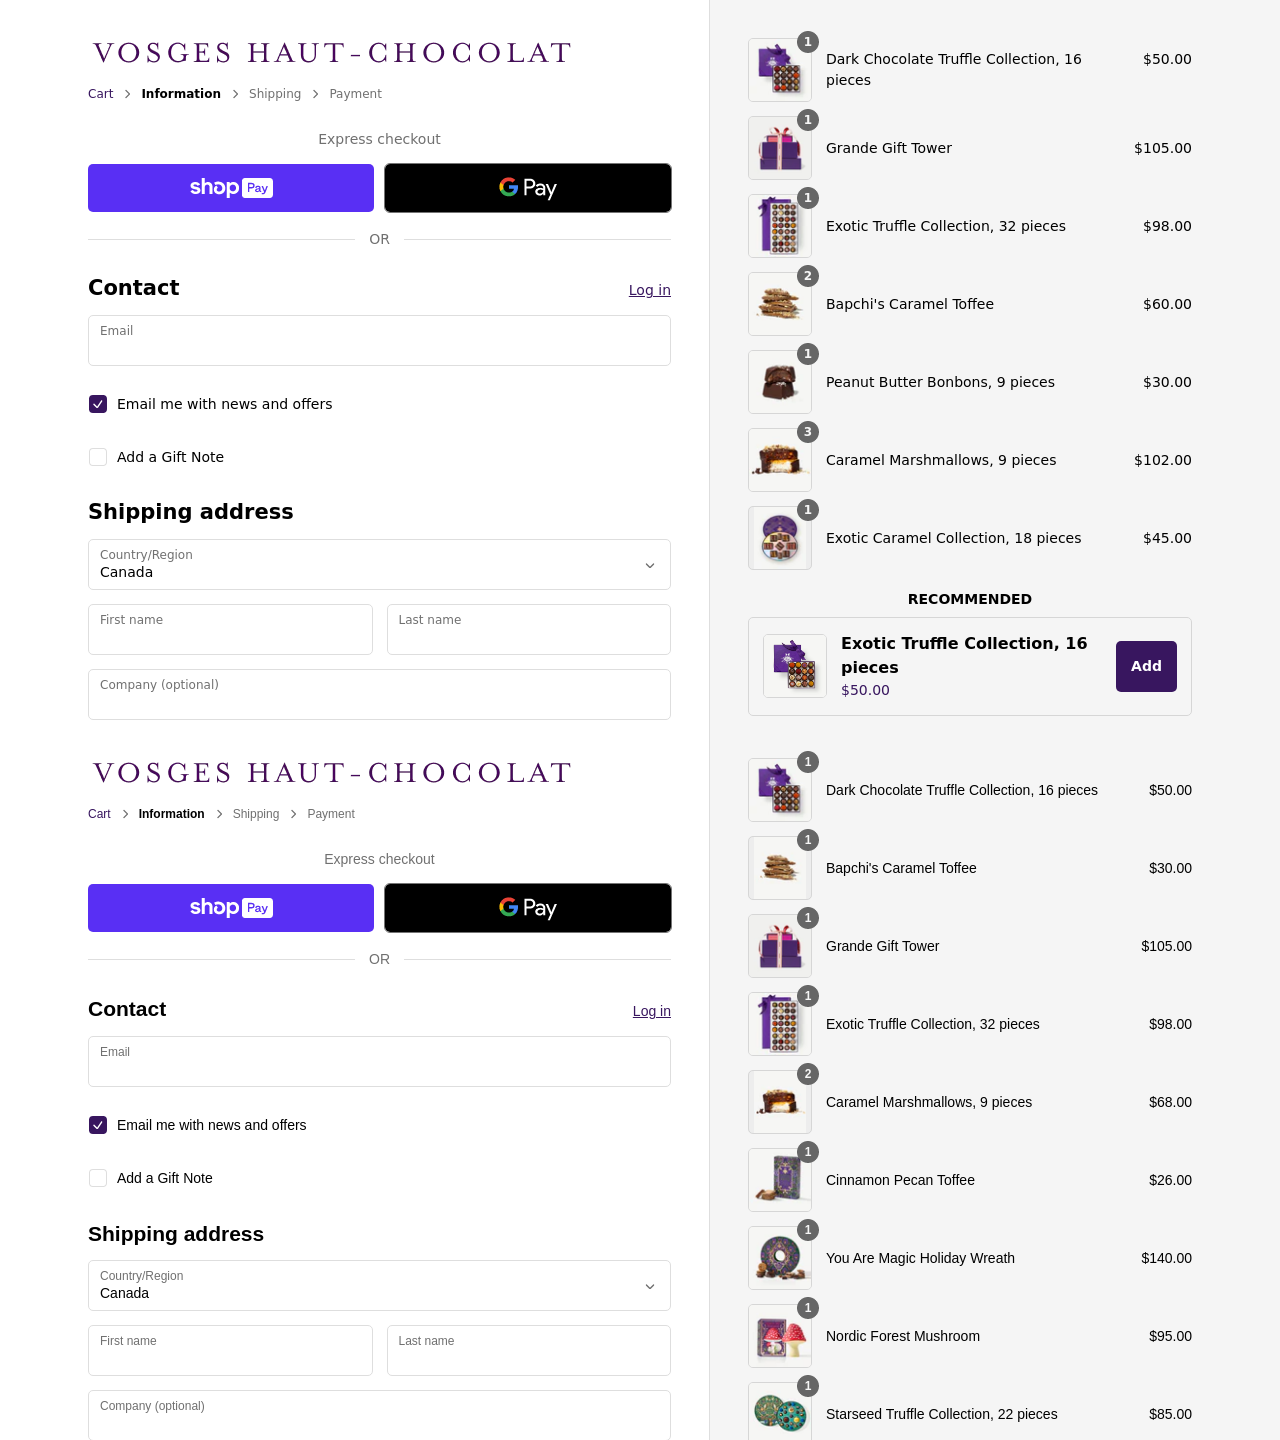 VOSGES HAUT-CHOCOLAT
Cart > Information > Shipping > Payment
Express checkout
shop Pay
G Pay
OR
Contact
Log in
Email
Email me with news and offers
Add a Gift Note
Shipping address
Country/Region
Canada
First name
Last name
Company (optional)
1
Dark Chocolate Truffle Collection, 16
pieces
$50.00
1
Grande Gift Tower
$105.00
1
Exotic Truffle Collection, 32 pieces
$98.00
2
Bapchi's Caramel Toffee
$60.00
1
Peanut Butter Bonbons, 9 pieces
$30.00
3
Caramel Marshmallows, 9 pieces
$102.00
1
Exotic Caramel Collection, 18 pieces
$45.00
RECOMMENDED
Exotic Truffle Collection, 16
pieces
$50.00
Add
VOSGES HAUT-CHOCOLAT
Cart > Information > Shipping > Payment
Express checkout
shop Pay
G Pay
OR
Contact
Log in
Email
Email me with news and offers
Add a Gift Note
Shipping address
Country/Region
Canada
First name
Last name
Company (optional)
1
Dark Chocolate Truffle Collection, 16 pieces
$50.00
1
Bapchi's Caramel Toffee
$30.00
1
Grande Gift Tower
$105.00
1
Exotic Truffle Collection, 32 pieces
$98.00
2
Caramel Marshmallows, 9 pieces
$68.00
1
Cinnamon Pecan Toffee
$26.00
1
You Are Magic Holiday Wreath
$140.00
1
Nordic Forest Mushroom
$95.00
1
Starseed Truffle Collection, 22 pieces
$85.00